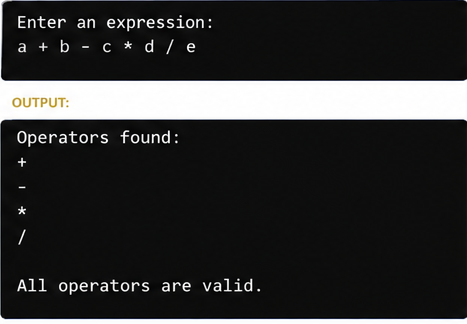 Enter an expression:
a + b - c * d / e
OUTPUT:
Operators found:
+
-
*
/
All operators are valid.